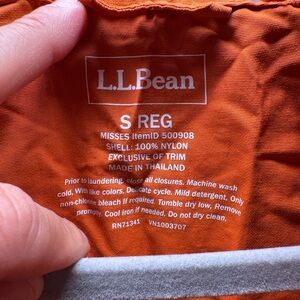 L.L.Bean
S REG
MISSES ItemID 500908
SHELL: 100% NYLON
EXCLUSIVE OF TRIM
MADE IN THAILAND
Prior to laundering, close all closures. Machine wash
cold, With like colors. Delicate cycle. Mild detergent, Only
non-chlorine bleach if required. Tumble dry low, Remove
promptly. Cool iron if needed. Do not dry clean.
RN71341 VN1003707